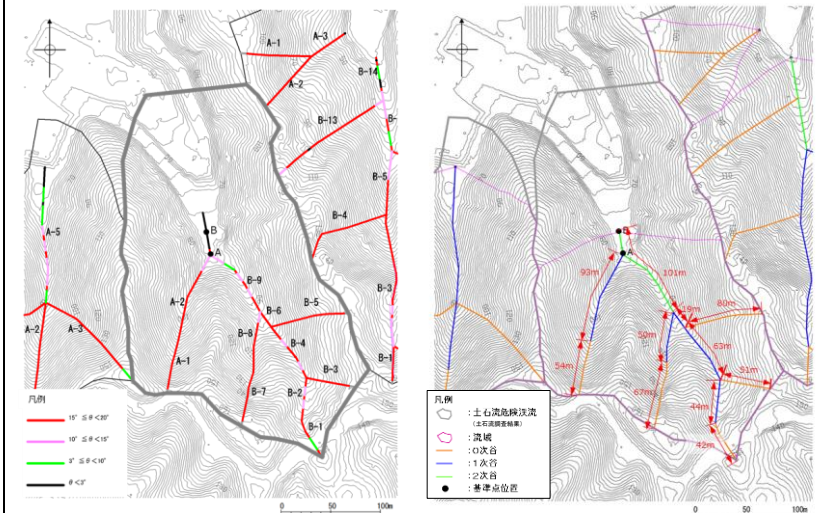 A-1
A-3
A-2
B-14
B-13
B-
B-5
B-4
A-5
B
A
B-9
A-2
B-6
B-5
B-3
B-8
B-4
A-2
A-3
A-1
B-3
B-1
B-2
B-7
B-1
凡例
15° ≦θ<20°
10° ≦θ<15°
3° ≦θ<10°
θ<3°
0
50
100m
B
A
93m
101m
19m
80m
50m
63m
54m
51m
67m
44m
42m
凡例
:土石流危険渓流
(土石流調査結果)
:流域
:0次谷
:1次谷
:2次谷
:基準点位置
0
50
100m